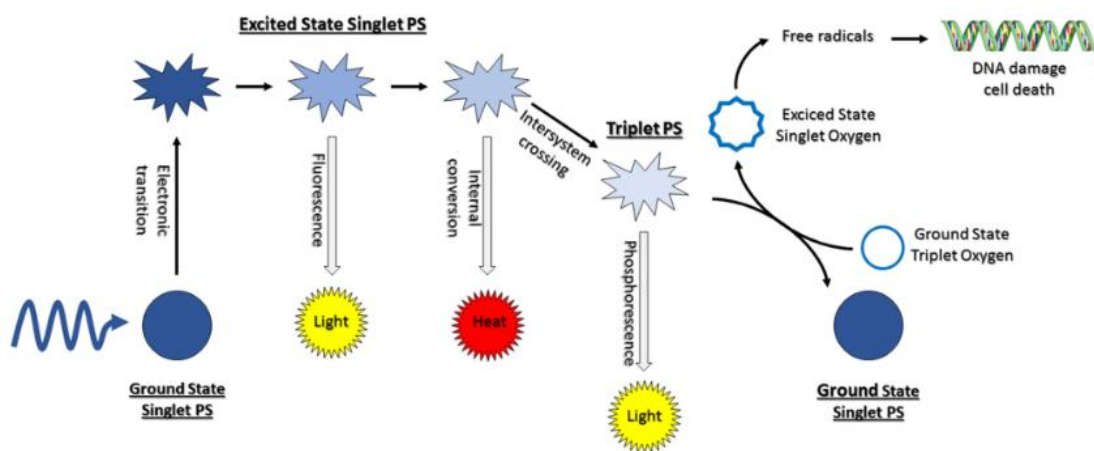 Excited State Singlet PS
Electronic
transition
Fluorescence
Internal
conversion
Intersystem
crossing
Triplet PS
Phosphorescence
Light
Heat
Light
Ground State
Singlet PS
Free radicals
DNA damage
cell death
Exciced State
Singlet Oxygen
Ground State
Triplet Oxygen
Ground State
Singlet PS